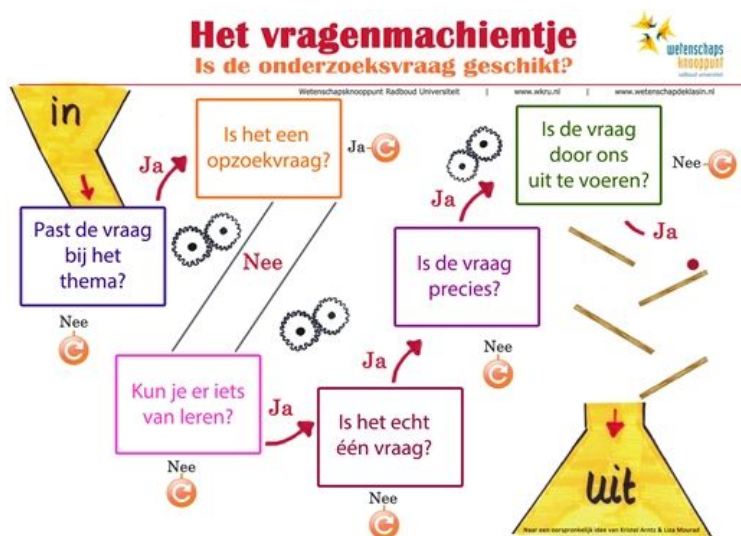 Het vragenmachientje
Is de onderzoeksvraag geschikt?
wetenschaps
knooppunt
radboud universiteit
Wetenschapsknooppunt Radboud Universiteit | www.wkru.nl | www.wetenschapdeklasin.nl
in
Past de vraag
bij het
thema?
Nee
Ja
Is het een
opzoekvraag?
Ja
Nee
Kun je er iets
van leren?
Nee
Ja
Is het echt
één vraag?
Nee
Ja
Is de vraag
precies?
Nee
Ja
Is de vraag
door ons
uit te voeren?
Nee
Ja
uit
Naar een oorspronkelijk idee van Kristel Arntz & Liza Mourad